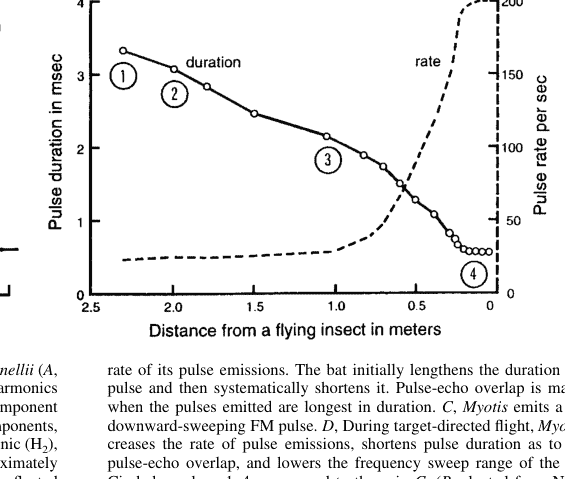 4
200
duration
rate
1
3
2
150
Pulse duration in msec
2
3
100
Pulse rate per sec
1
50
4
0
0
2.5
2.0
1.5
1.0
0.5
0
Distance from a flying insect in meters
nellii (A,
armonics
mponent
ponents,
nic (H₂),
ximately
rate of its pulse emissions. The bat initially lengthens the duration
pulse and then systematically shortens it. Pulse-echo overlap is ma
when the pulses emitted are longest in duration. C, Myotis emits a
downward-sweeping FM pulse. D, During target-directed flight, Myo
creases the rate of pulse emissions, shortens pulse duration as to
pulse-echo overlap, and lowers the frequency sweep range of the